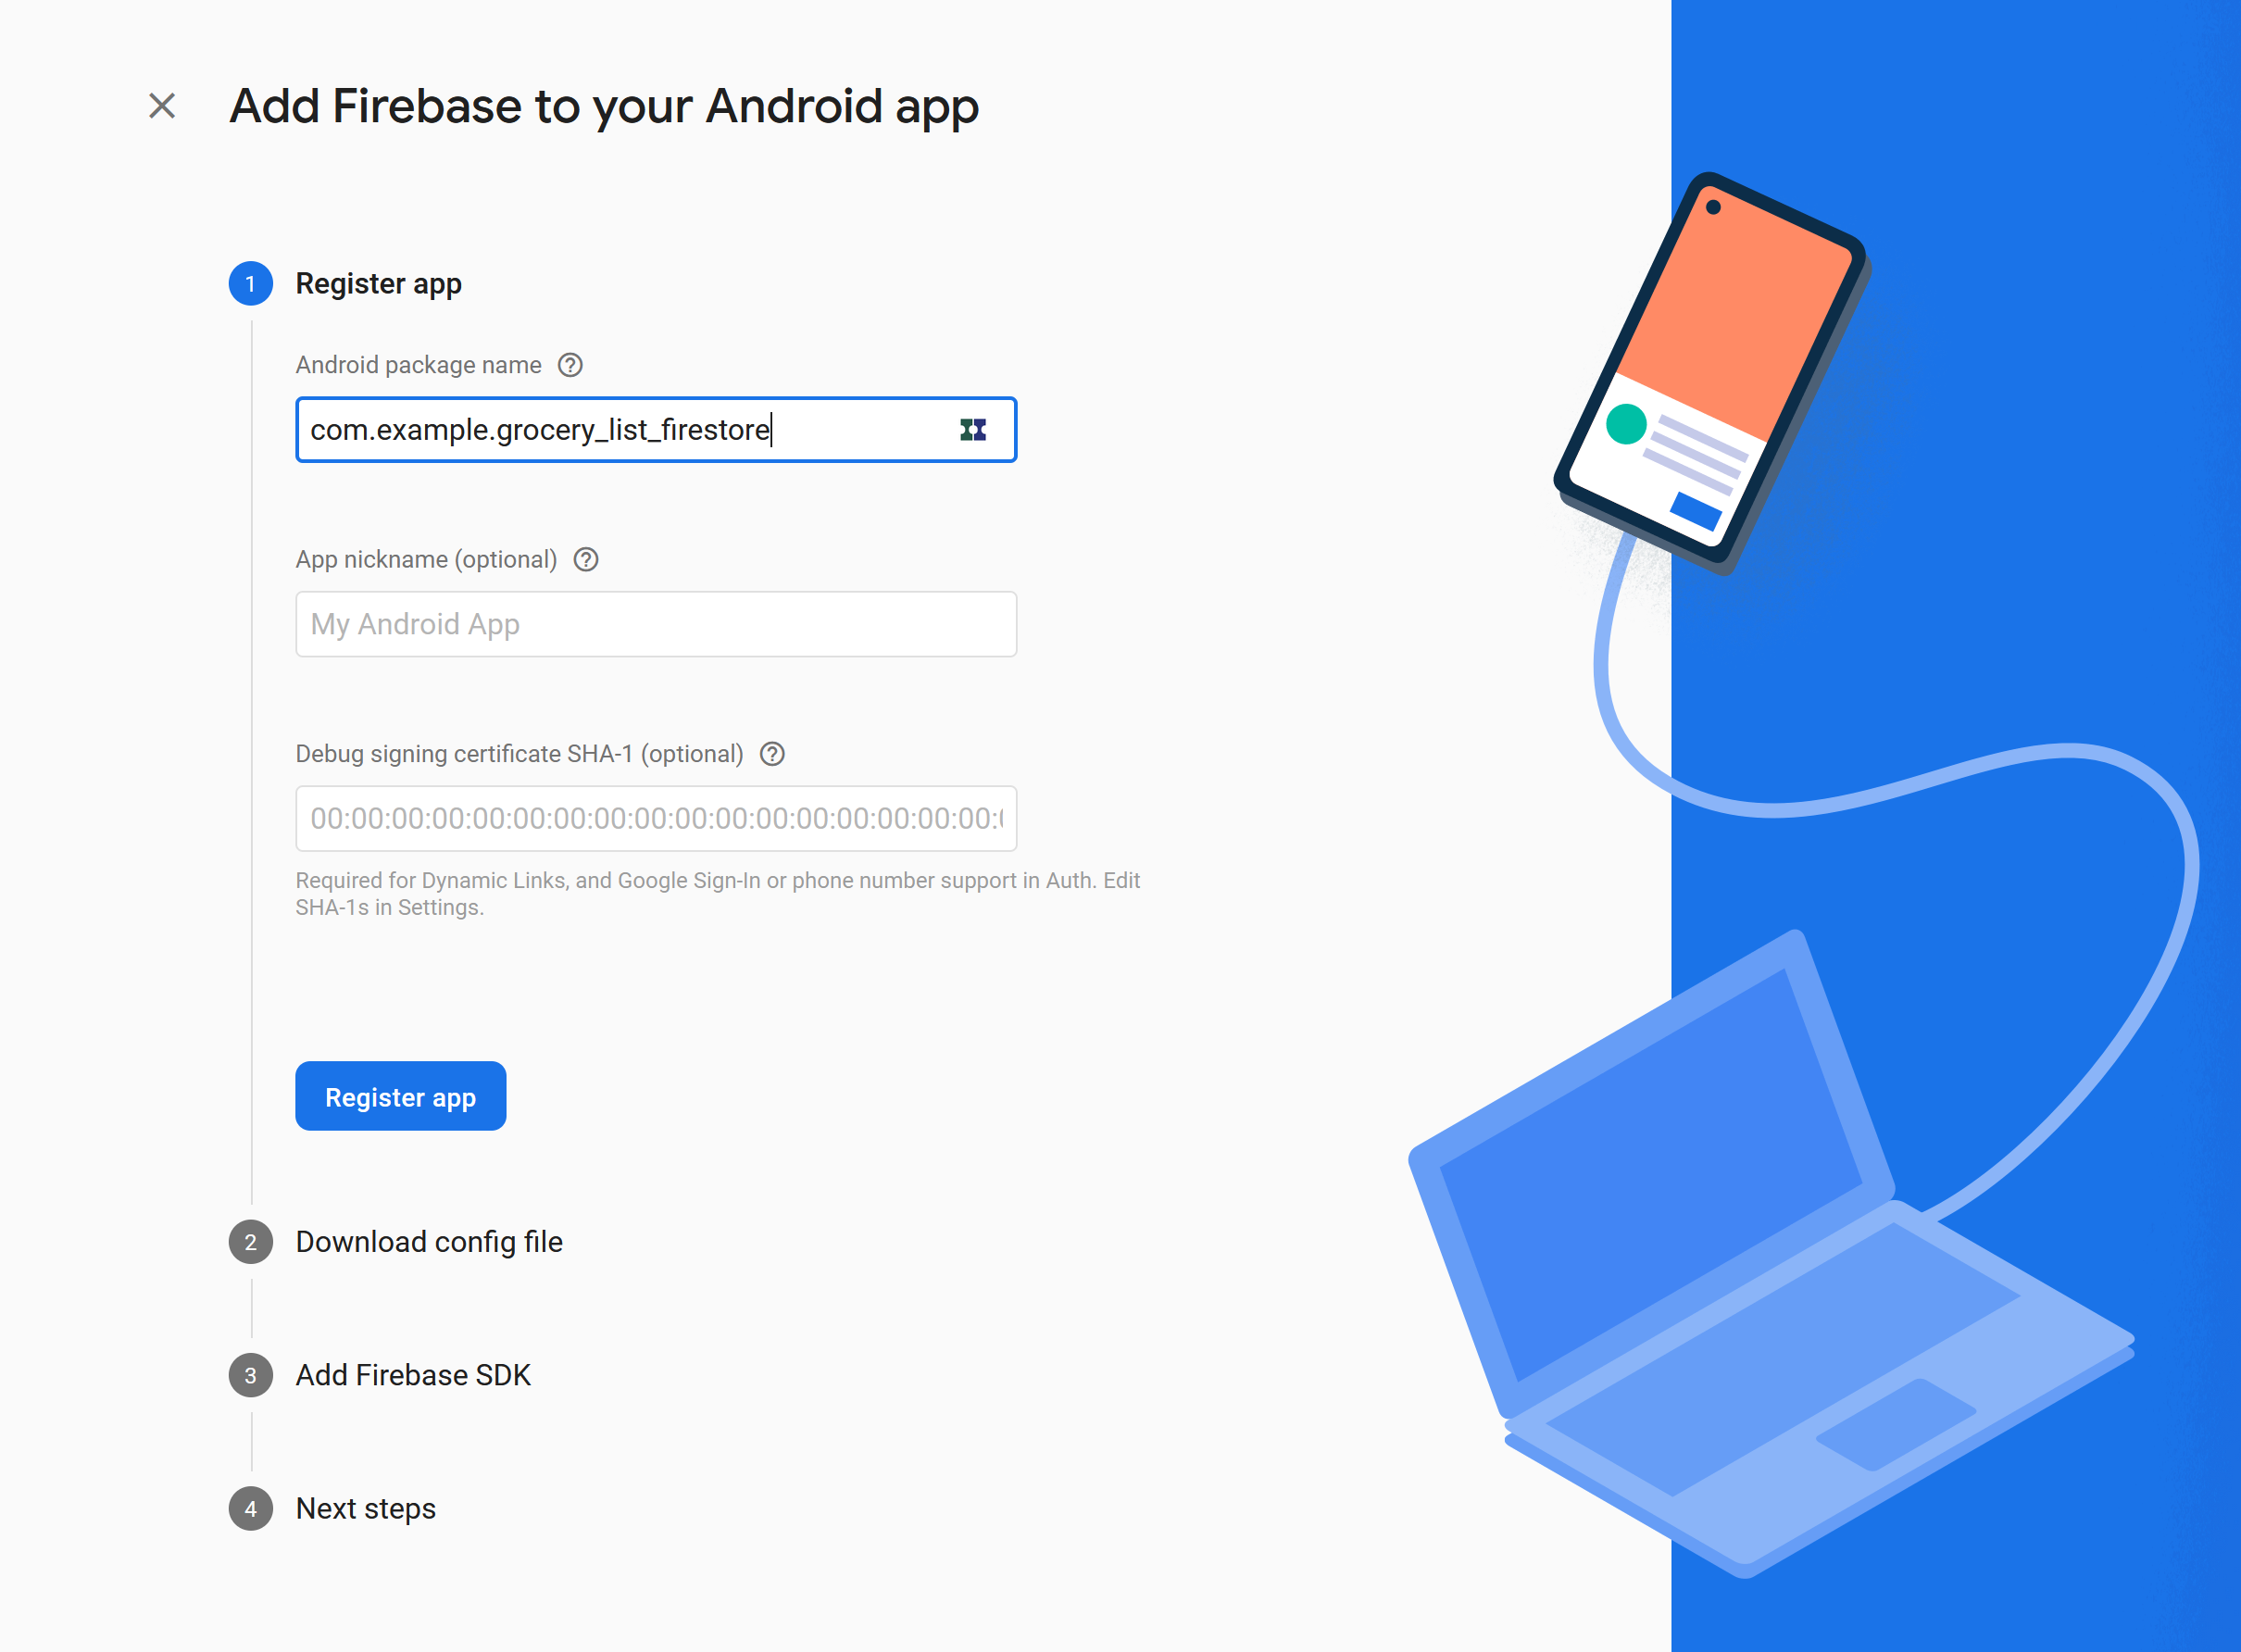 Add Firebase to your Android app
1 Register app
Android package name
com.example.grocery_list_firestore
App nickname (optional)
My Android App
Debug signing certificate SHA-1 (optional)
00:00:00:00:00:00:00:00:00:00:00:00:00:00:00:00:00:
Required for Dynamic Links, and Google Sign-In or phone number support in Auth. Edit
SHA-1s in Settings.
Register app
2 Download config file
3 Add Firebase SDK
4 Next steps